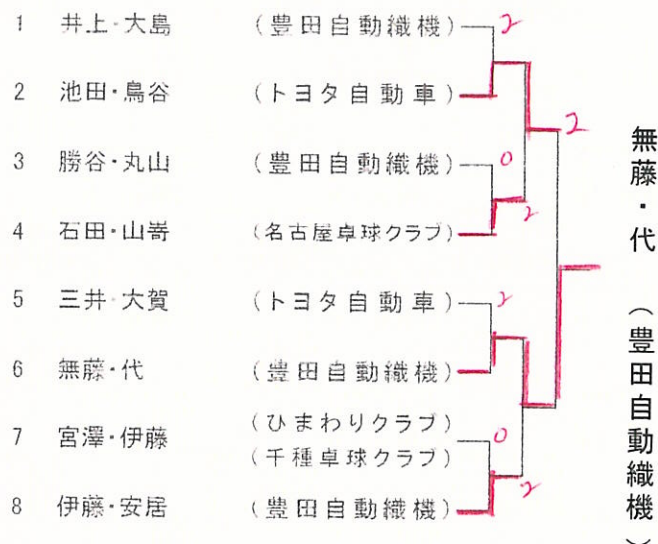 1 井上・大島 (豊田自動織機) 2
2 池田・鳥谷 (トヨタ自動車)
2
3 勝谷・丸山 (豊田自動織機) 0
4 石田・山嵜 (名古屋卓球クラブ) 2
5 三井・大賀 (トヨタ自動車) 2
6 無藤・代 (豊田自動織機)
7 宮澤・伊藤 (ひまわりクラブ) 0
(千種卓球クラブ)
8 伊藤・安居 (豊田自動織機) 2
無藤・代 (豊田自動織機)